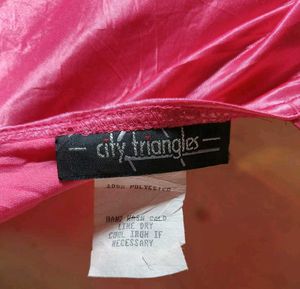 city triangles
100% POLYESTER
HAND WASH COLD
LINE DRY
COOL IRON IF
NECESSARY.